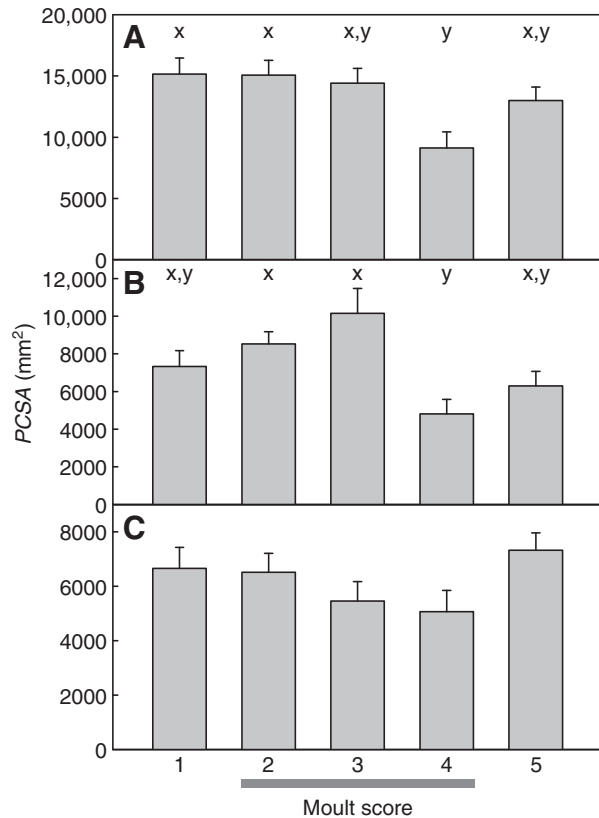 20,000
A
x x x,y y x,y
15,000
10,000
5000
0
B
x,y x x y x,y
12,000
10,000
8000
6000
4000
2000
0
PCSA (mm²)
C
8000
6000
4000
2000
0
1 2 3 4 5
Moult score